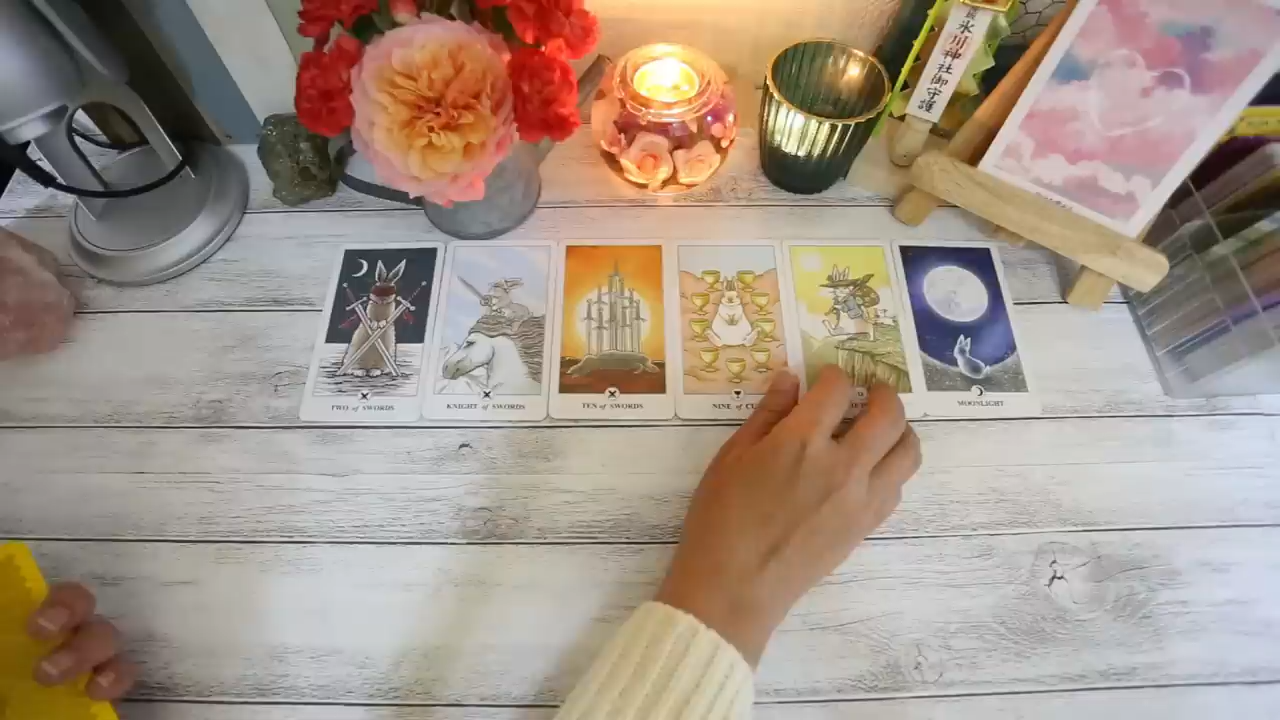 氷川神社御守護
TWO of SWORDS
KNIGHT of SWORDS
TEN of SWORDS
NINE of
MOONLIGHT